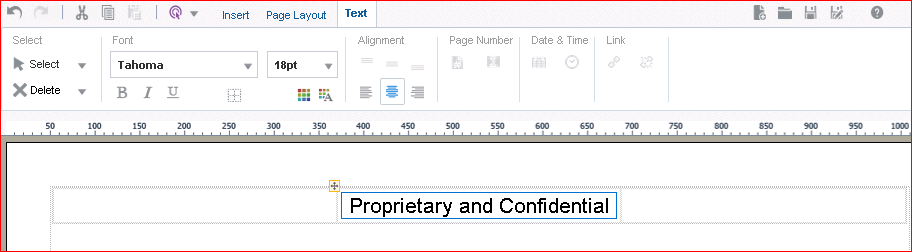 Insert Page Layout Text
Select Font Alignment Page Number Date & Time Link
Select Tahoma 18pt
Delete B I U
50 100 150 200 250 300 350 400 450 500 550 600 650 700 750 800 850 900 950 1000
Proprietary and Confidential